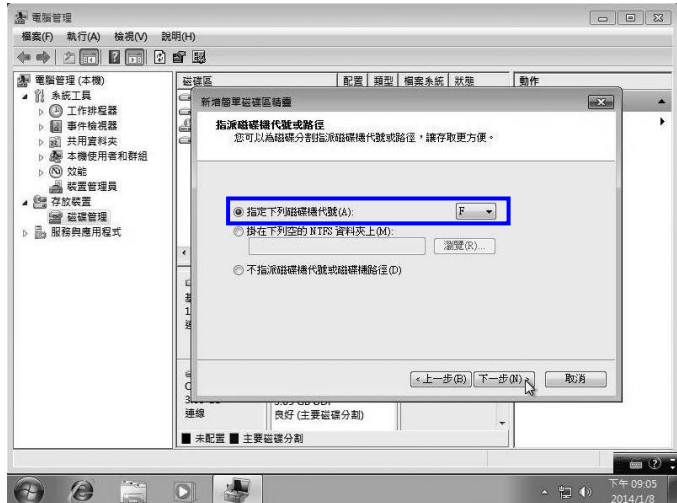 電腦管理
檔案(F) 執行(A) 檢視(V) 說明(H)
電腦管理 (本機)
系統工具
工作排程器
事件檢視器
共用資料夾
本機使用者和群組
效能
裝置管理員
存放裝置
磁碟管理
服務與應用程式
磁碟區 配置 類型 檔案系統 狀態
動作
新增簡單磁碟區精靈
指派磁碟機代號或路徑
您可以為磁碟分割指派磁碟機代號或路徑，讓存取更方便。
指定下列磁碟機代號(A): F
掛在下列空的 NTFS 資料夾上(M):
瀏覽(R)...
不指派磁碟機代號或磁碟機路徑(D)
<上一步(B) 下一步(N)> 取消
連線
良好 (主要磁碟分割)
未配置 主要磁碟分割
下午 09:05
2014/1/8